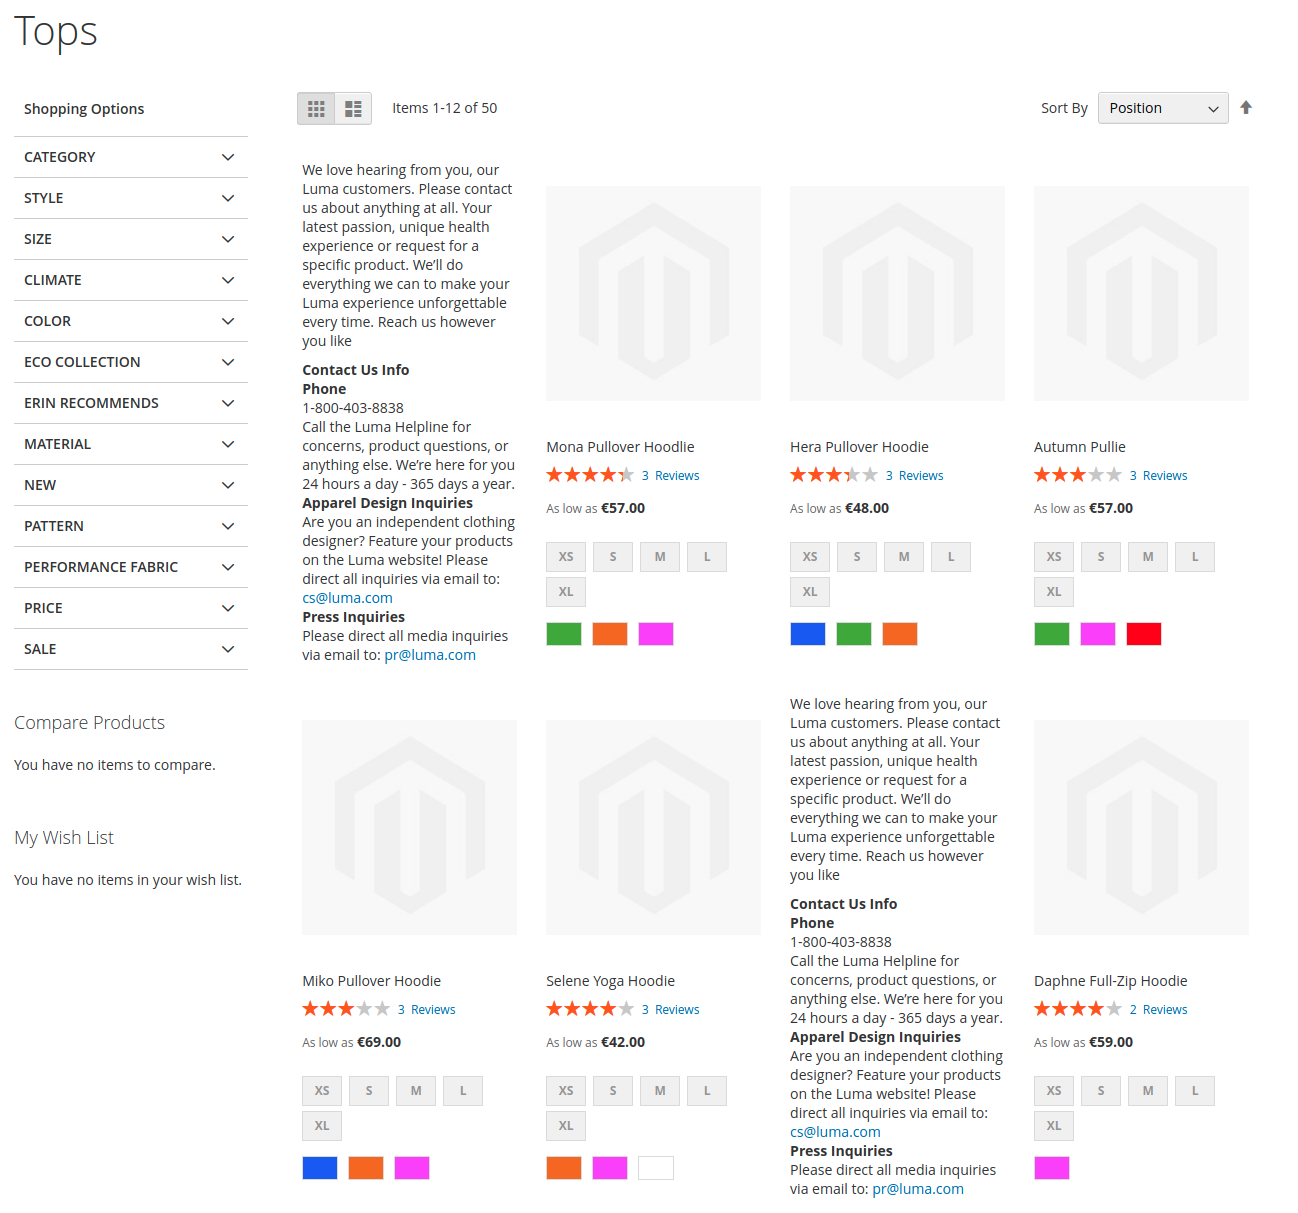 Tops
Shopping Options
CATEGORY
STYLE
SIZE
CLIMATE
COLOR
ECO COLLECTION
ERIN RECOMMENDS
MATERIAL
NEW
PATTERN
PERFORMANCE FABRIC
PRICE
SALE
Compare Products
You have no items to compare.
My Wish List
You have no items in your wish list.
Items 1-12 of 50
Sort By Position
We love hearing from you, our
Luma customers. Please contact
us about anything at all. Your
latest passion, unique health
experience or request for a
specific product. We’ll do
everything we can to make your
Luma experience unforgettable
every time. Reach us however
you like
Contact Us Info
Phone
1-800-403-8838
Call the Luma Helpline for
concerns, product questions, or
anything else. We’re here for you
24 hours a day - 365 days a year.
Apparel Design Inquiries
Are you an independent clothing
designer? Feature your products
on the Luma website! Please
direct all inquiries via email to:
cs@luma.com
Press Inquiries
Please direct all media inquiries
via email to: pr@luma.com
Mona Pullover Hoodlie
3 Reviews
As low as €57.00
XS S M L
XL
Hera Pullover Hoodie
3 Reviews
As low as €48.00
XS S M L
XL
Autumn Pullie
3 Reviews
As low as €57.00
XS S M L
XL
Miko Pullover Hoodie
3 Reviews
As low as €69.00
XS S M L
XL
Selene Yoga Hoodie
3 Reviews
As low as €42.00
XS S M L
XL
We love hearing from you, our
Luma customers. Please contact
us about anything at all. Your
latest passion, unique health
experience or request for a
specific product. We’ll do
everything we can to make your
Luma experience unforgettable
every time. Reach us however
you like
Contact Us Info
Phone
1-800-403-8838
Call the Luma Helpline for
concerns, product questions, or
anything else. We’re here for you
24 hours a day - 365 days a year.
Apparel Design Inquiries
Are you an independent clothing
designer? Feature your products
on the Luma website! Please
direct all inquiries via email to:
cs@luma.com
Press Inquiries
Please direct all media inquiries
via email to: pr@luma.com
Daphne Full-Zip Hoodie
2 Reviews
As low as €59.00
XS S M L
XL